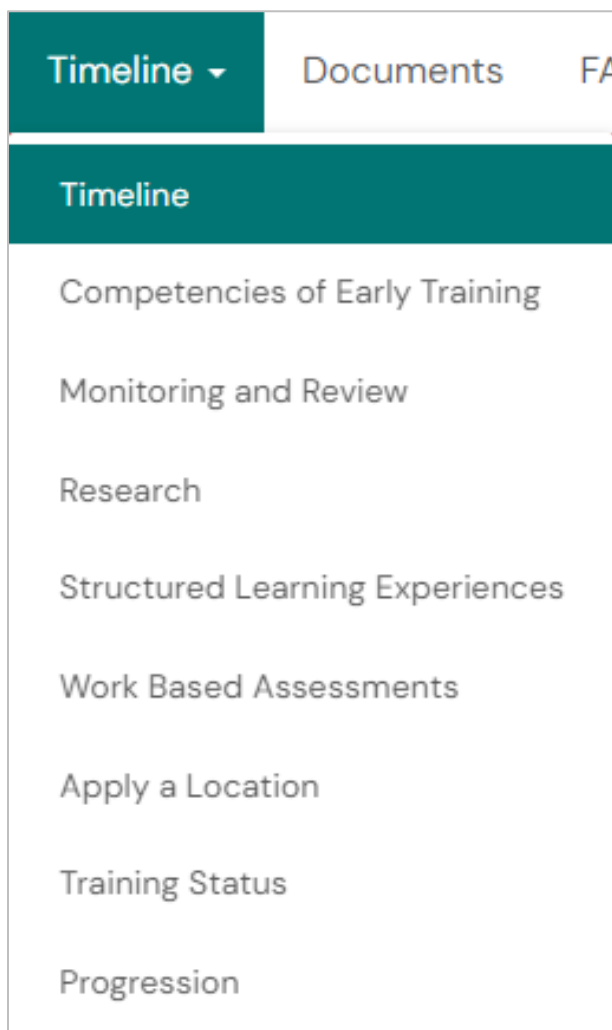 Timeline Documents FA
Timeline
Competencies of Early Training
Monitoring and Review
Research
Structured Learning Experiences
Work Based Assessments
Apply a Location
Training Status
Progression